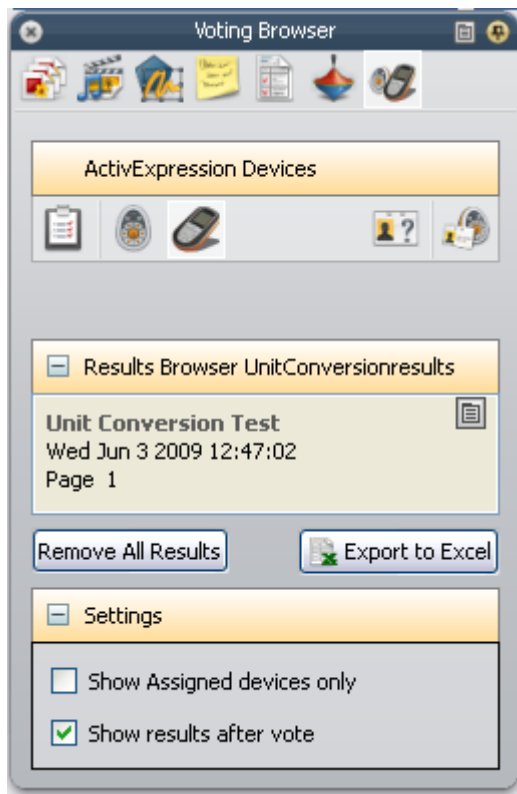 Voting Browser
ActivExpression Devices
Results Browser UnitConversionresults
Unit Conversion Test
Wed Jun 3 2009 12:47:02
Page 1
Remove All Results
Export to Excel
Settings
Show Assigned devices only
Show results after vote